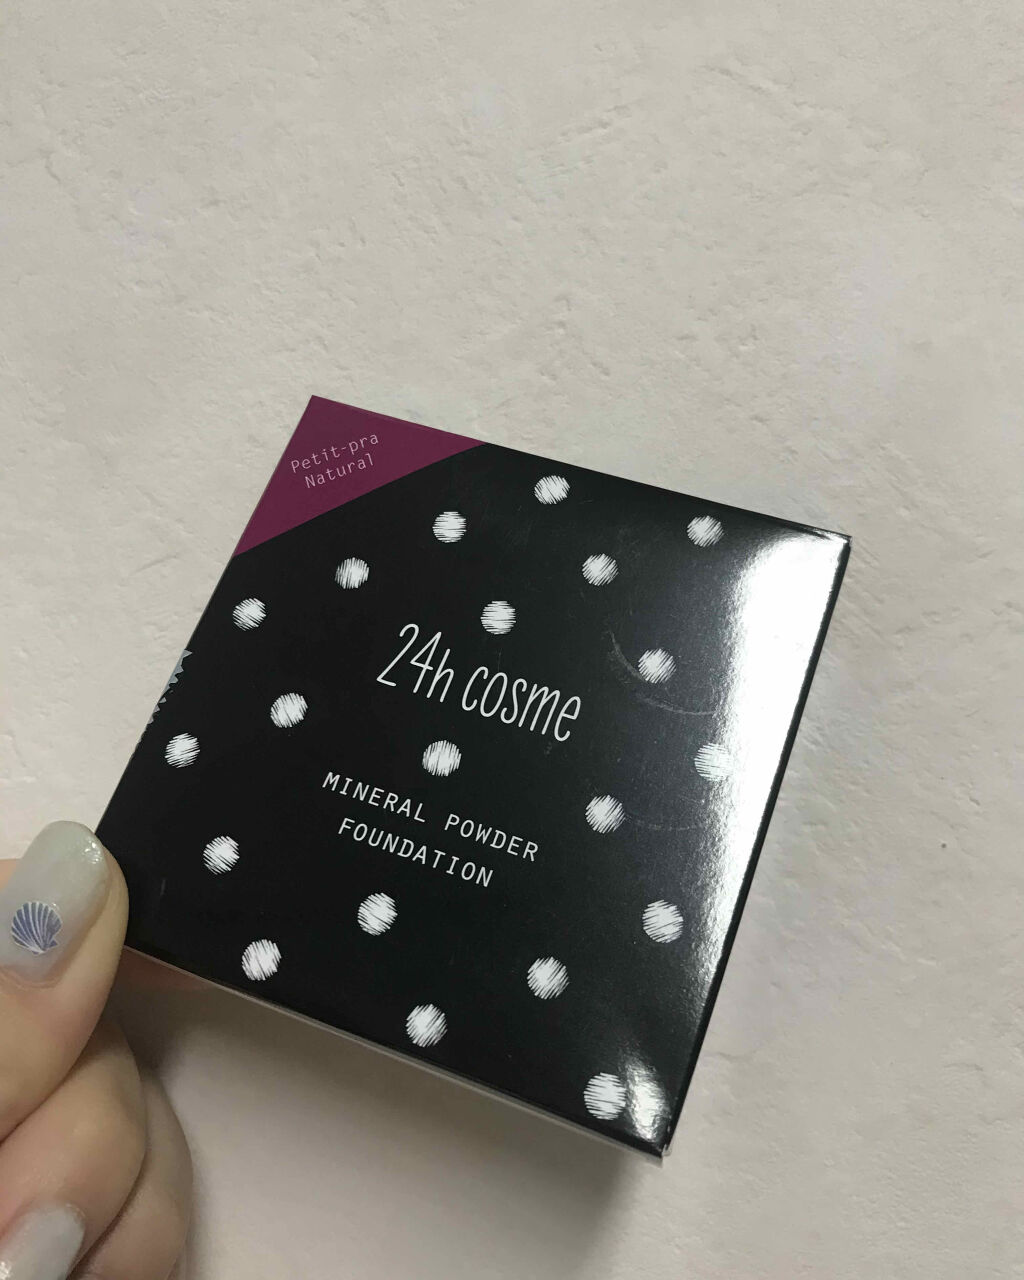 Petit-pra
Natural
24h cosme
MINERAL POWDER
FOUNDATION